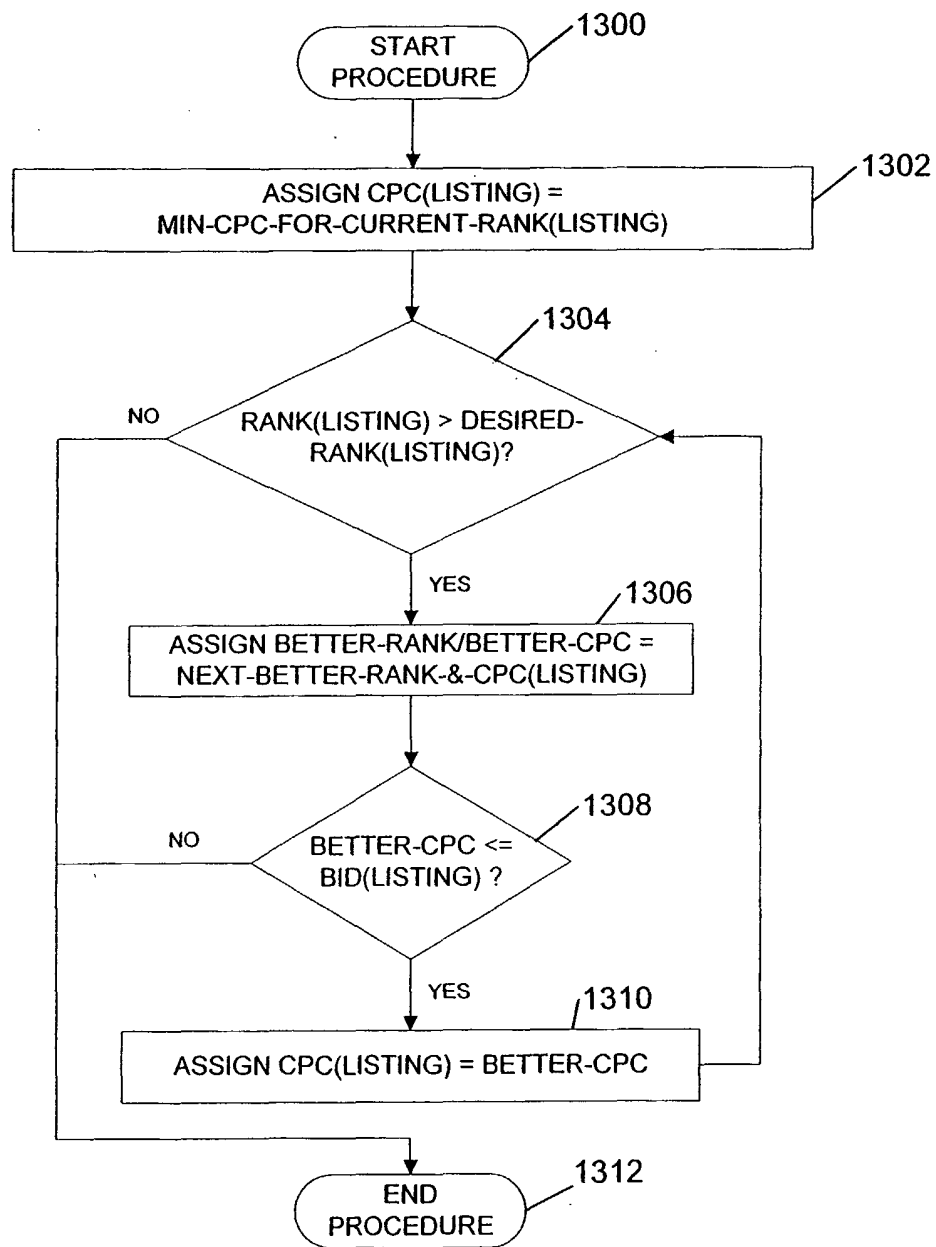 START
PROCEDURE
1300
ASSIGN CPC(LISTING) =
MIN-CPC-FOR-CURRENT-RANK(LISTING)
1302
1304
RANK(LISTING) > DESIRED-
RANK(LISTING)?
NO
YES
1306
ASSIGN BETTER-RANK/BETTER-CPC =
NEXT-BETTER-RANK-&-CPC(LISTING)
1308
BETTER-CPC <=
BID(LISTING) ?
NO
YES
1310
ASSIGN CPC(LISTING) = BETTER-CPC
END
PROCEDURE
1312